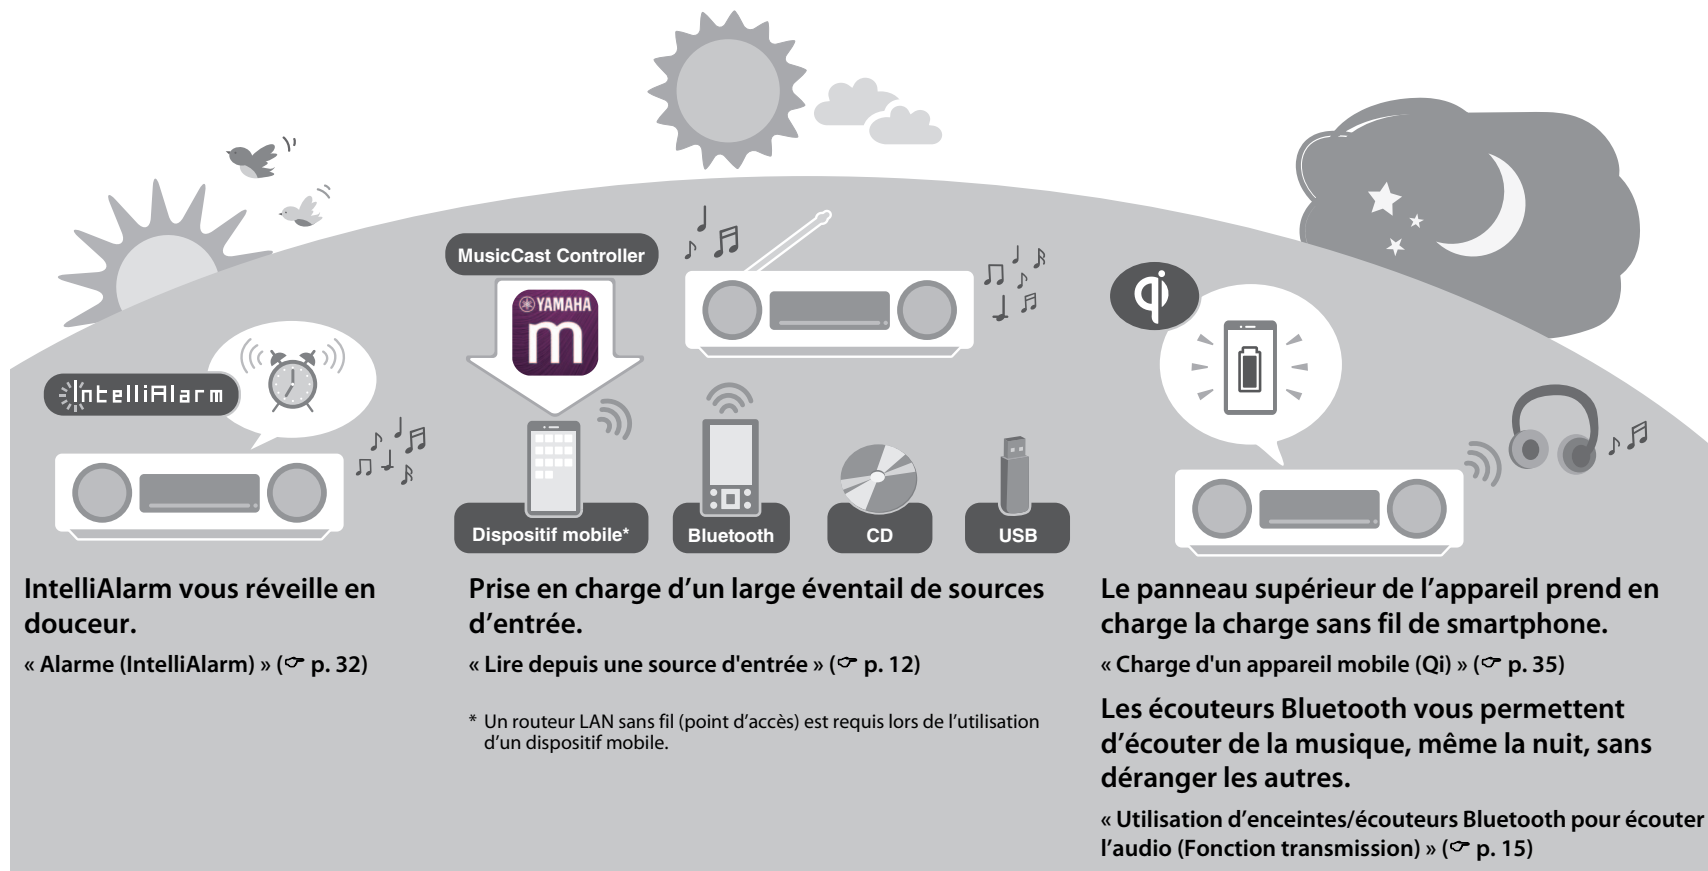 MusicCast Controller
YAMAHA
m
IntelliAlarm
Dispositif mobile*
Bluetooth
CD
USB
qi
IntelliAlarm vous réveille en
douceur.
« Alarme (IntelliAlarm) » (☞ p. 32)
Prise en charge d’un large éventail de sources
d’entrée.
« Lire depuis une source d'entrée » (☞ p. 12)
* Un routeur LAN sans fil (point d’accès) est requis lors de l’utilisation
d’un dispositif mobile.
Le panneau supérieur de l’appareil prend en
charge la charge sans fil de smartphone.
« Charge d'un appareil mobile (Qi) » (☞ p. 35)
Les écouteurs Bluetooth vous permettent
d’écouter de la musique, même la nuit, sans
déranger les autres.
« Utilisation d’enceintes/écouteurs Bluetooth pour écouter
l’audio (Fonction transmission) » (☞ p. 15)